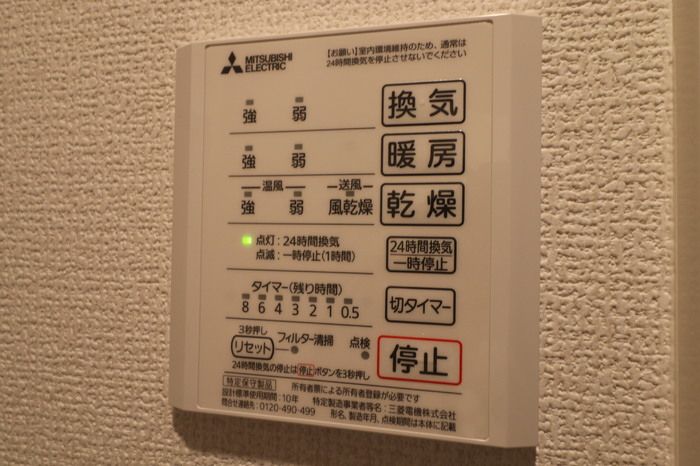 MITSUBISHI
ELECTRIC
【お願い】室内環境維持のため、通常は
24時間換気を停止させないでください
強 弱 換気
強 弱 暖房
温風 送風
強 弱 風乾燥 乾燥
点灯：24時間換気
点滅：一時停止(1時間)
24時間換気
一時停止
タイマー(残り時間)
8 6 4 3 2 1 0.5
切タイマー
3秒押し
リセット フィルター清掃 点検
停止
24時間換気の停止は停止ボタンを3秒押し
特定保守製品 所有者票による所有者登録が必要です
設計標準使用期間：10年 特定製造事業者等名：三菱電機株式会社
問合せ連絡先：0120-490-499 形名、製造年月、点検期間は本体に記載